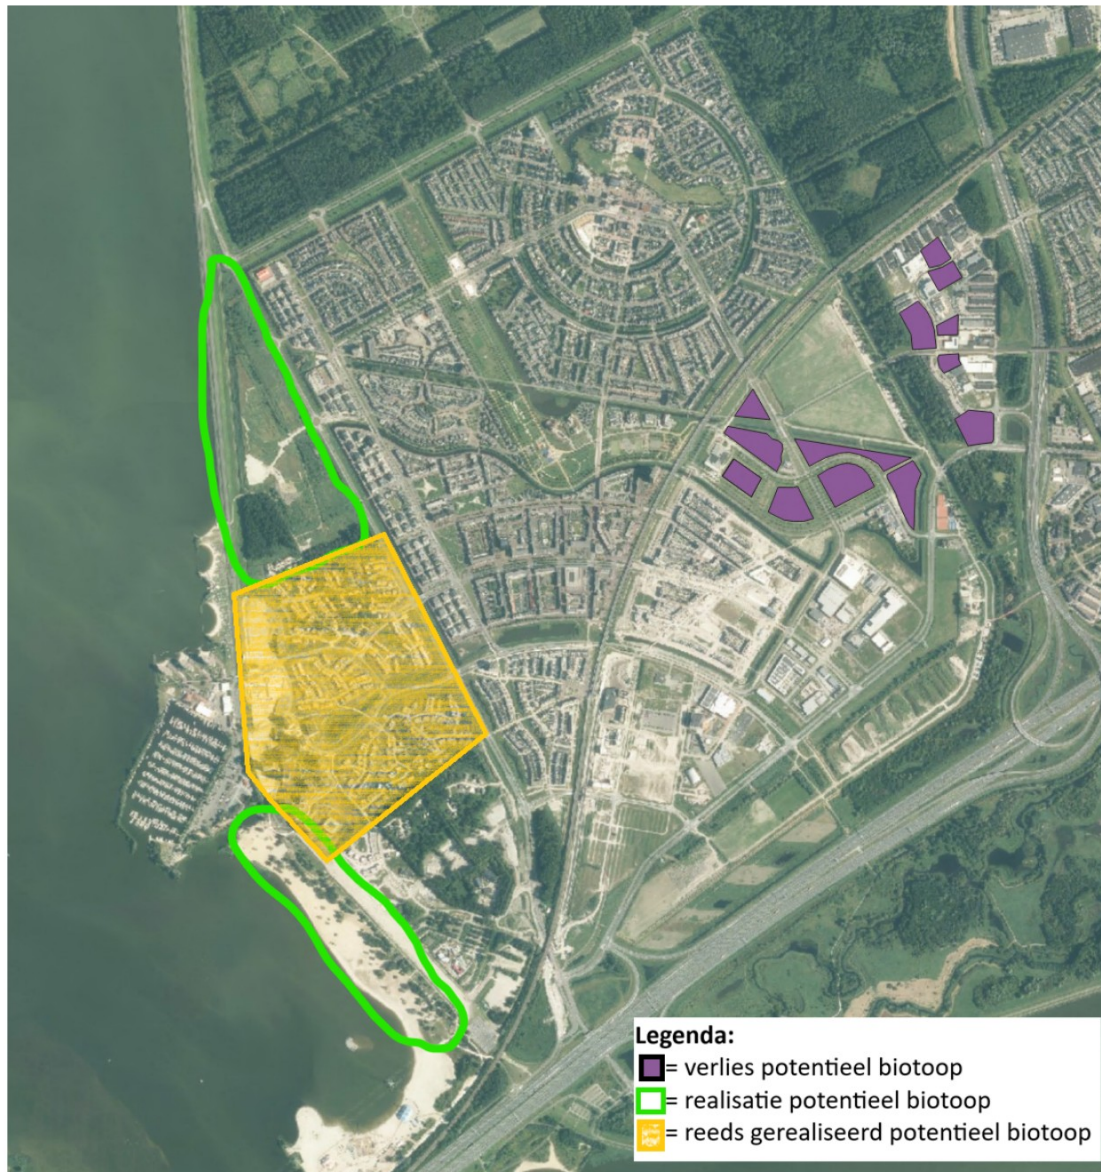 Legenda:
= verlies potentieel biotoop
= realisatie potentieel biotoop
= reeds gerealiseerd potentieel biotoop